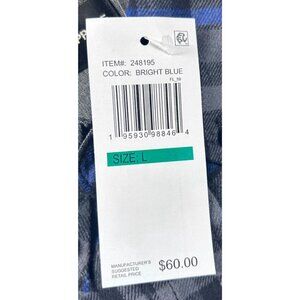 ITEM#: 248195
COLOR: BRIGHT BLUE
FL_59
1 95930 98846 4
SIZE: L
MANUFACTURER'S
SUGGESTED
RETAIL PRICE
$60.00